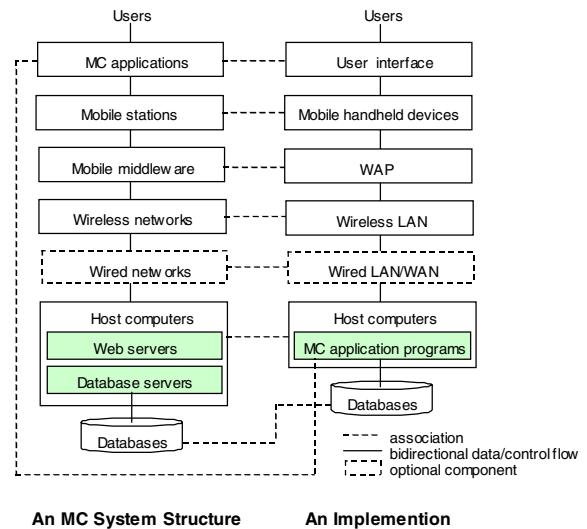 Users
Users
MC applications
User interface
Mobile stations
Mobile handheld devices
Mobile middleware
WAP
Wireless networks
Wireless LAN
Wired networks
Wired LAN/WAN
Host computers
Host computers
Web servers
MC application programs
Database servers
Databases
Databases
association
bidirectional data/control flow
optional component
An MC System Structure
An Implemention